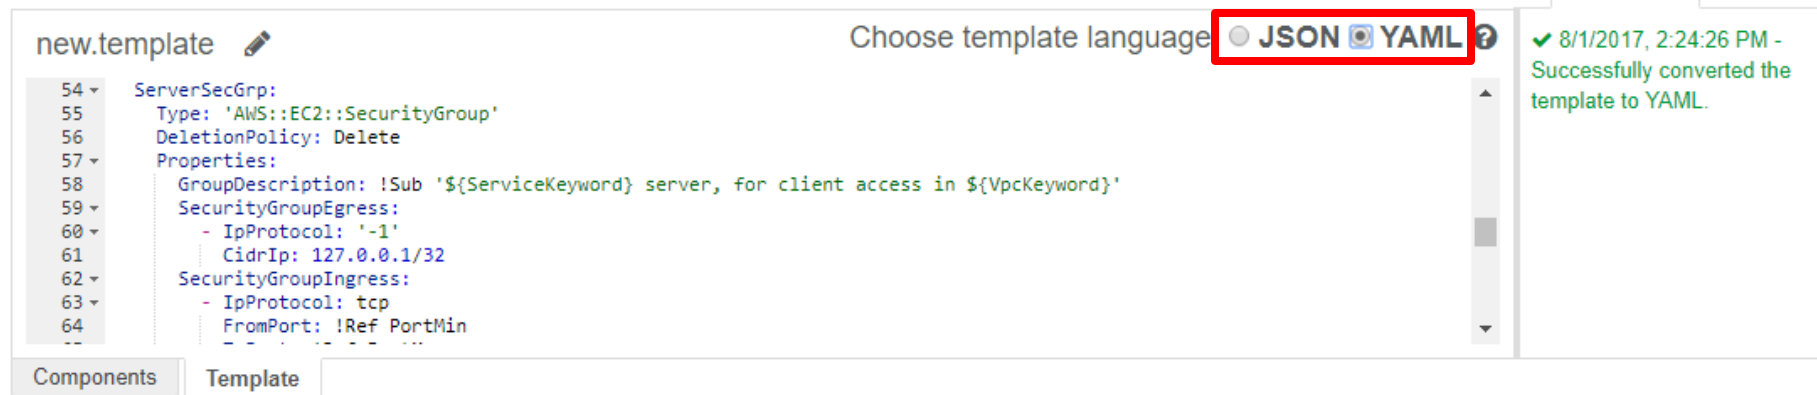 new.template
Choose template language JSON YAML ?
54 ServerSecGrp:
55 Type: 'AWS::EC2::SecurityGroup'
56 DeletionPolicy: Delete
57 Properties:
58 GroupDescription: !Sub '${ServiceKeyword} server, for client access in ${VpcKeyword}'
59 SecurityGroupEgress:
60 - IpProtocol: '-1'
61 CidrIp: 127.0.0.1/32
62 SecurityGroupIngress:
63 - IpProtocol: tcp
64 FromPort: !Ref PortMin
Components Template
✔ 8/1/2017, 2:24:26 PM -
Successfully converted the
template to YAML.